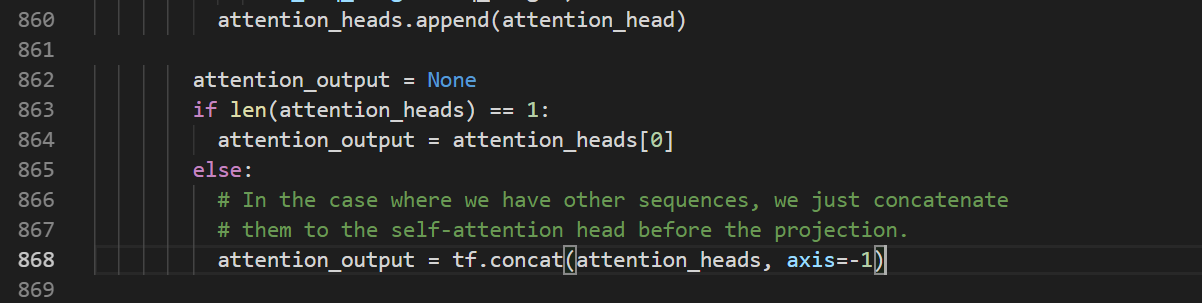 860 attention_heads.append(attention_head)
861
862 attention_output = None
863 if len(attention_heads) == 1:
864 attention_output = attention_heads[0]
865 else:
866 # In the case where we have other sequences, we just concatenate
867 # them to the self-attention head before the projection.
868 attention_output = tf.concat(attention_heads, axis=-1)
869